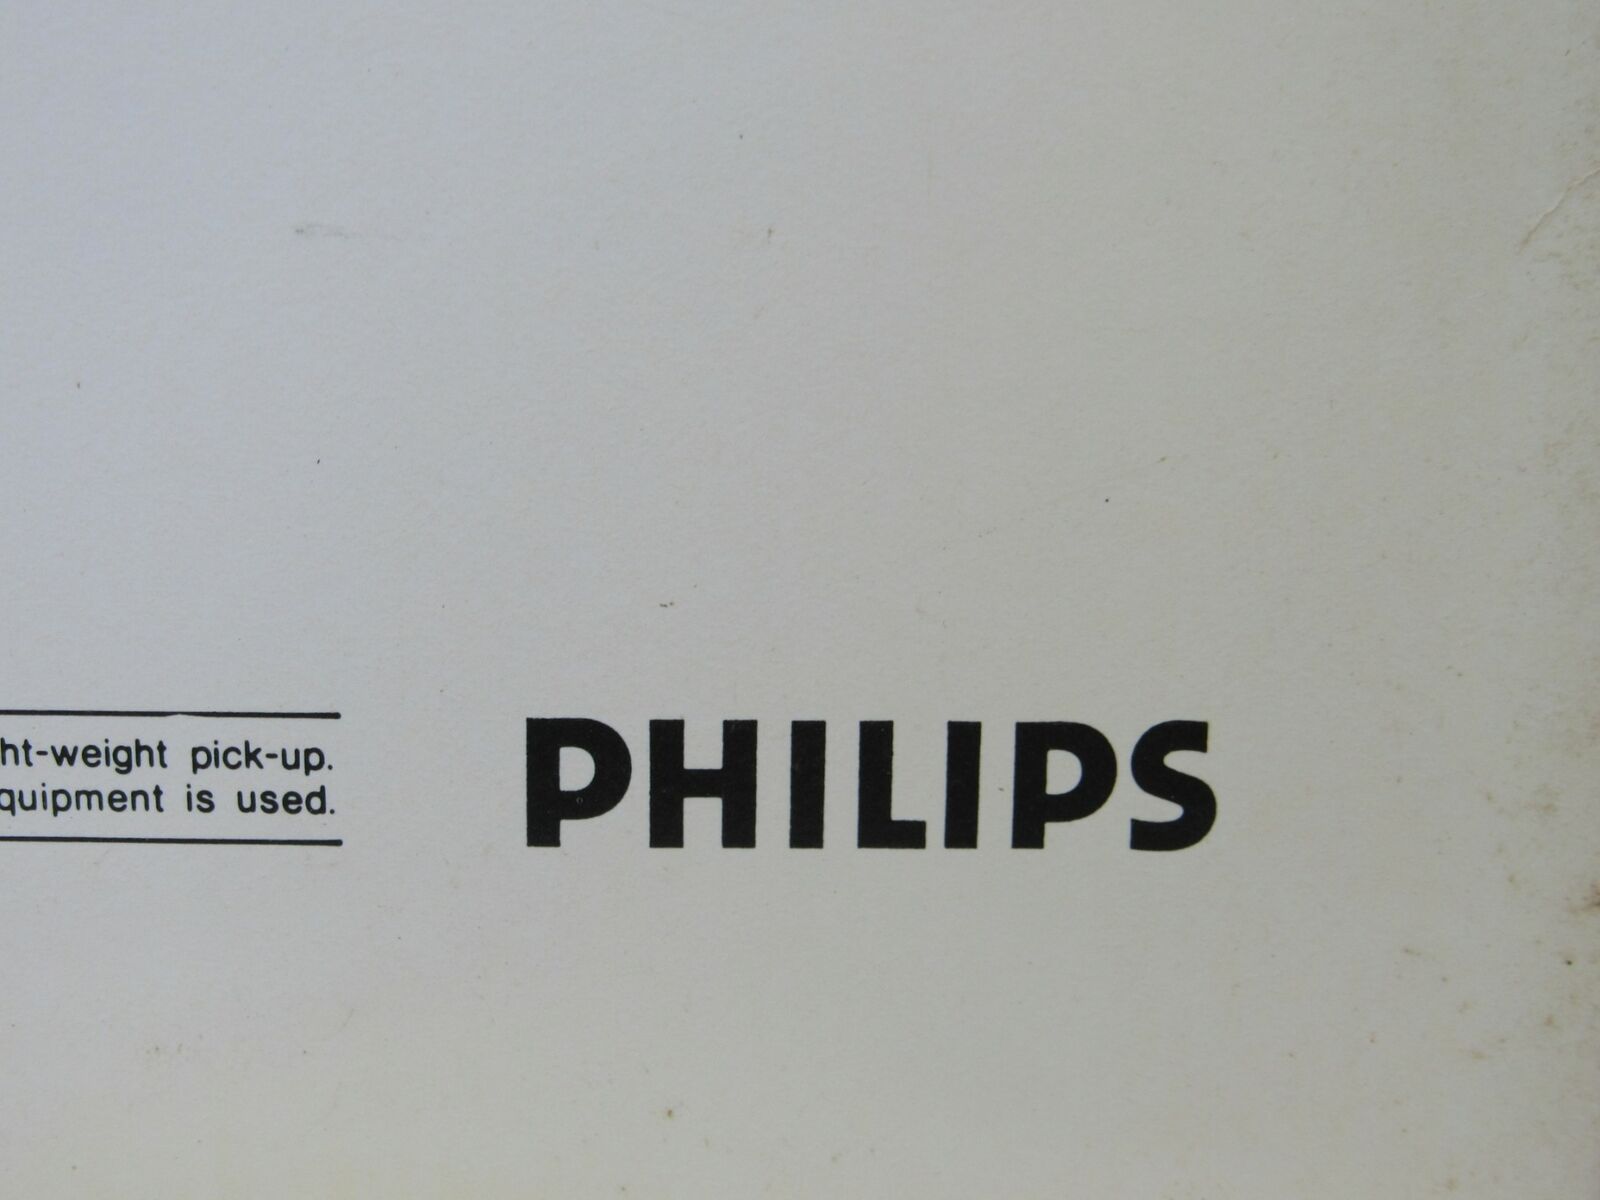 ht-weight pick-up.
quipment is used.
PHILIPS